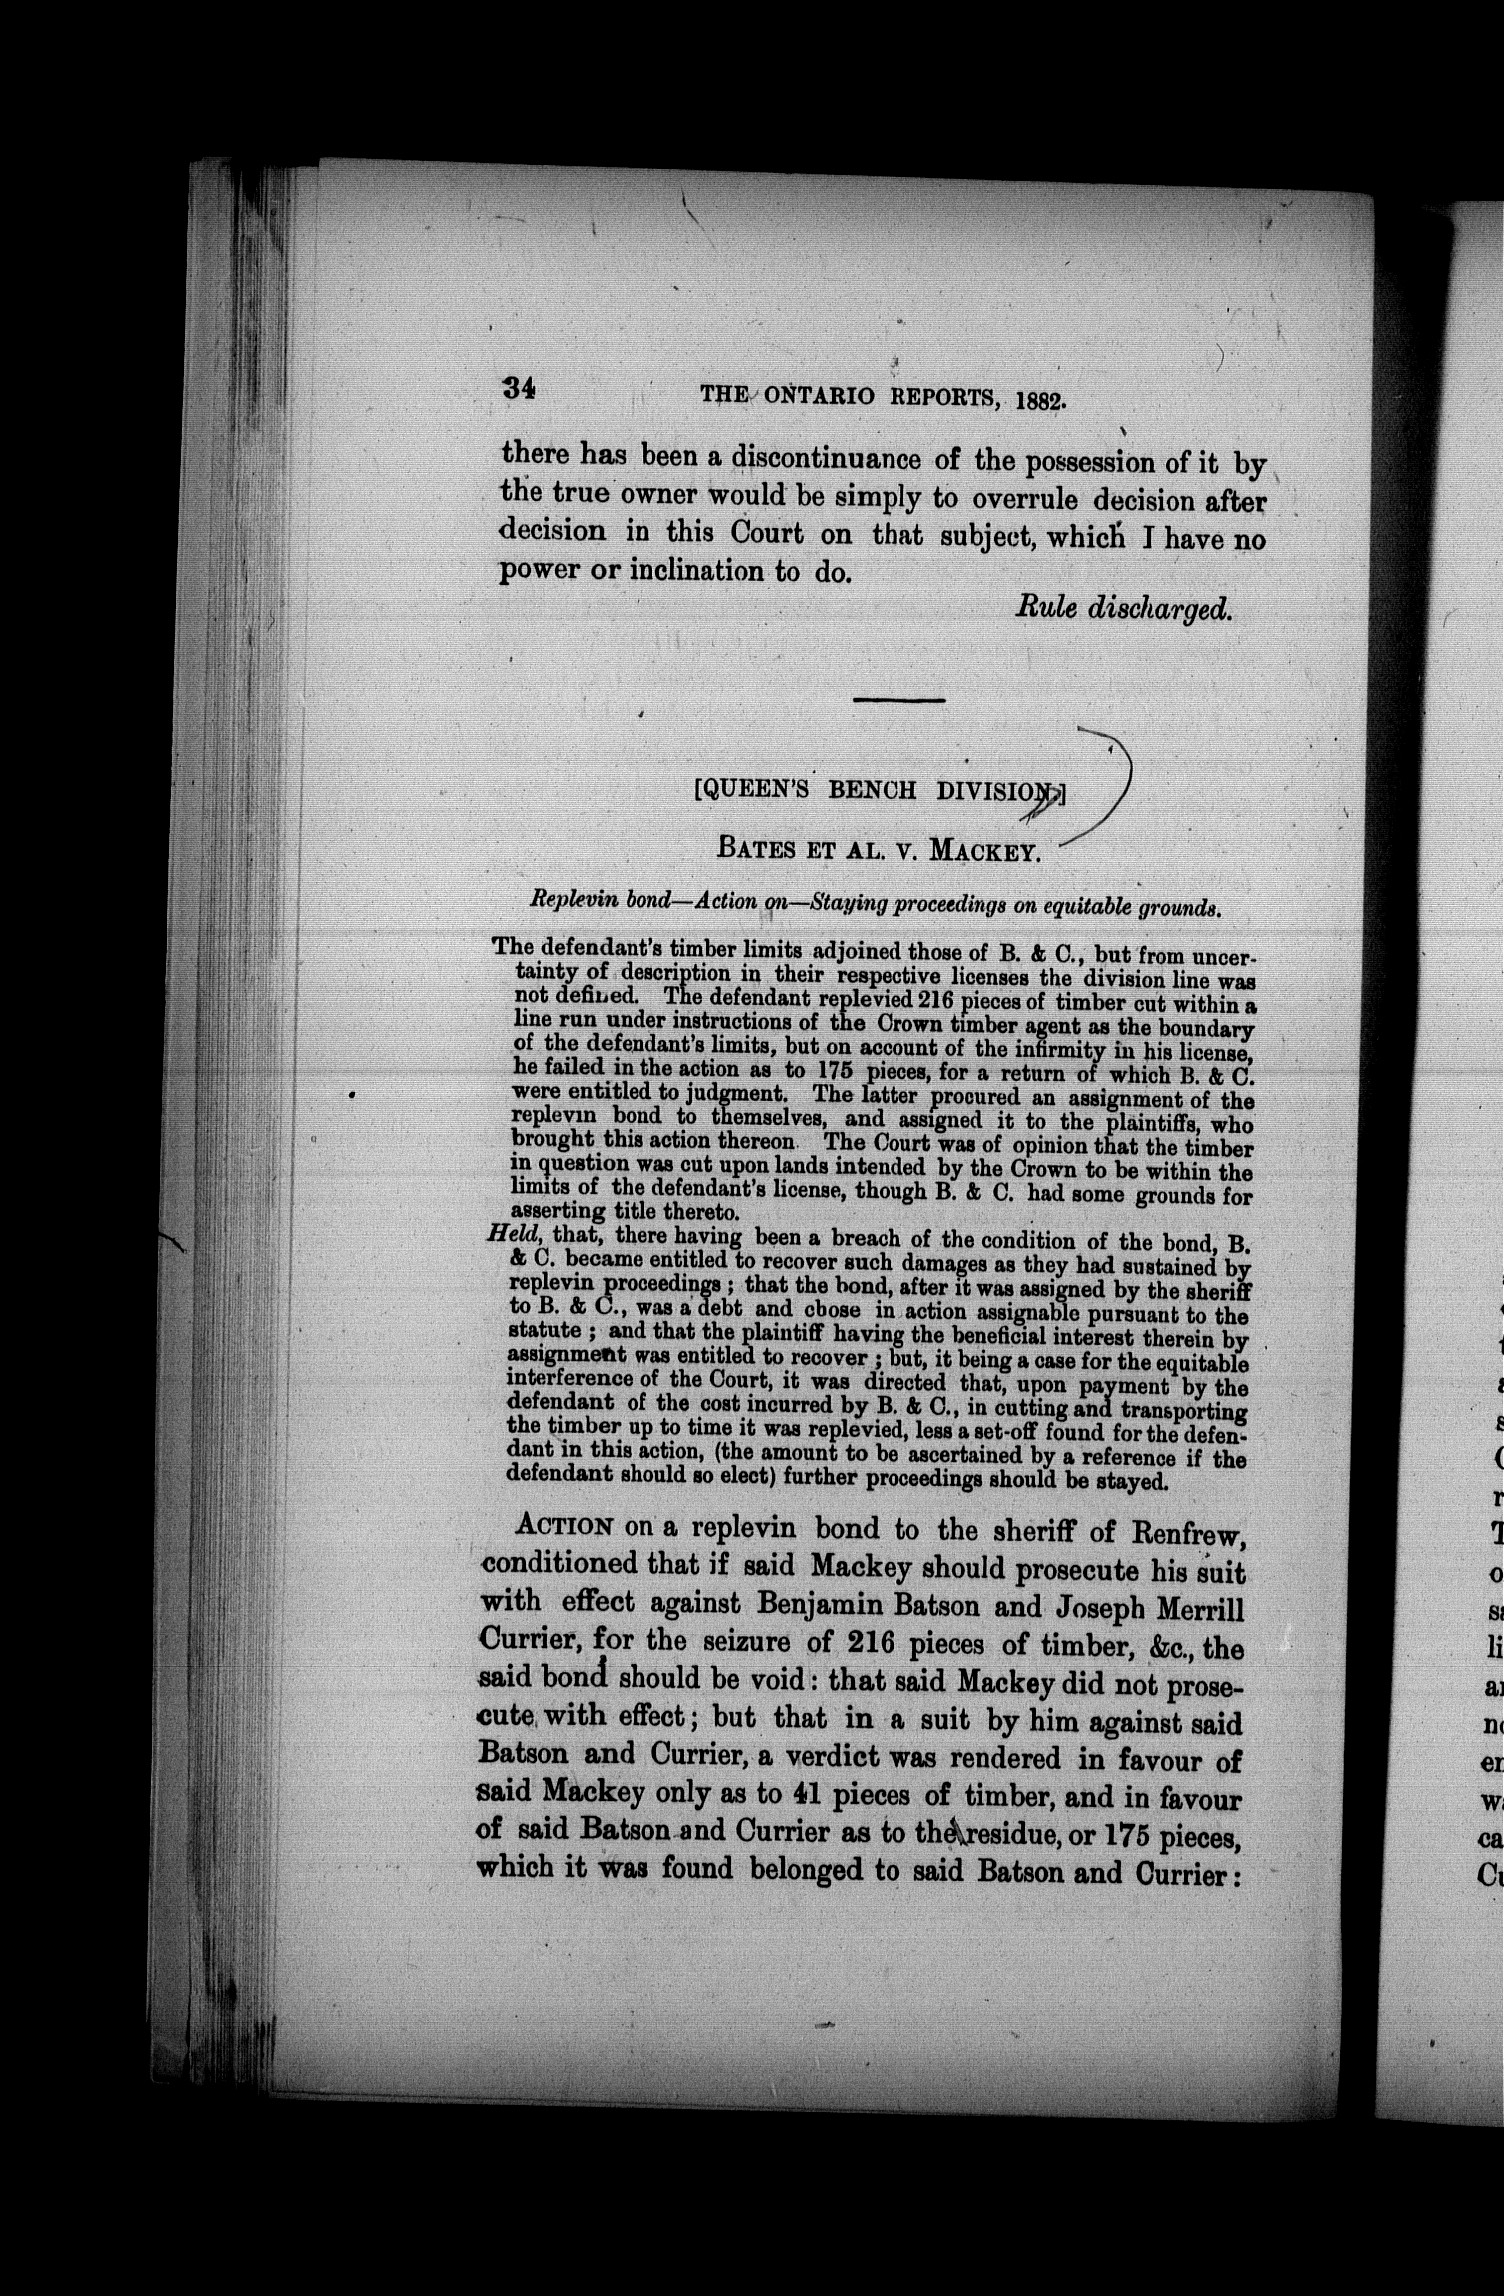 34 THE ONTARIO REPORTS, 1882.
there has been a discontinuance of the possession of it by
the true owner would be simply to overrule decision after
decision in this Court on that subject, which I have no
power or inclination to do.
Rule discharged.
[QUEEN'S BENCH DIVISION.]
BATES ET AL. V. MACKEY.
Replevin bond—Action on—Staying proceedings on equitable grounds.
The defendant's timber limits adjoined those of B. & C., but from uncer-
tainty of description in their respective licenses the division line was
not defined. The defendant replevied 216 pieces of timber cut within a
line run under instructions of the Crown timber agent as the boundary
of the defendant's limits, but on account of the infirmity in his license,
he failed in the action as to 175 pieces, for a return of which B. & C.
were entitled to judgment. The latter procured an assignment of the
replevin bond to themselves, and assigned it to the plaintiffs, who
brought this action thereon. The Court was of opinion that the timber
in question was cut upon lands intended by the Crown to be within the
limits of the defendant's license, though B. & C. had some grounds for
asserting title thereto.
Held, that, there having been a breach of the condition of the bond, B.
& C. became entitled to recover such damages as they had sustained by
replevin proceedings; that the bond, after it was assigned by the sheriff
to B. & C., was a debt and chose in action assignable pursuant to the
statute; and that the plaintiff having the beneficial interest therein by
assignment was entitled to recover; but, it being a case for the equitable
interference of the Court, it was directed that, upon payment by the
defendant of the cost incurred by B. & C., in cutting and transporting
the timber up to time it was replevied, less a set-off found for the defen-
dant in this action, (the amount to be ascertained by a reference if the
defendant should so elect) further proceedings should be stayed.
ACTION on a replevin bond to the sheriff of Renfrew,
conditioned that if said Mackey should prosecute his suit
with effect against Benjamin Batson and Joseph Merrill
Currier, for the seizure of 216 pieces of timber, &c., the
said bond should be void: that said Mackey did not prose-
cute with effect; but that in a suit by him against said
Batson and Currier, a verdict was rendered in favour of
said Mackey only as to 41 pieces of timber, and in favour
of said Batson and Currier as to the residue, or 175 pieces,
which it was found belonged to said Batson and Currier: